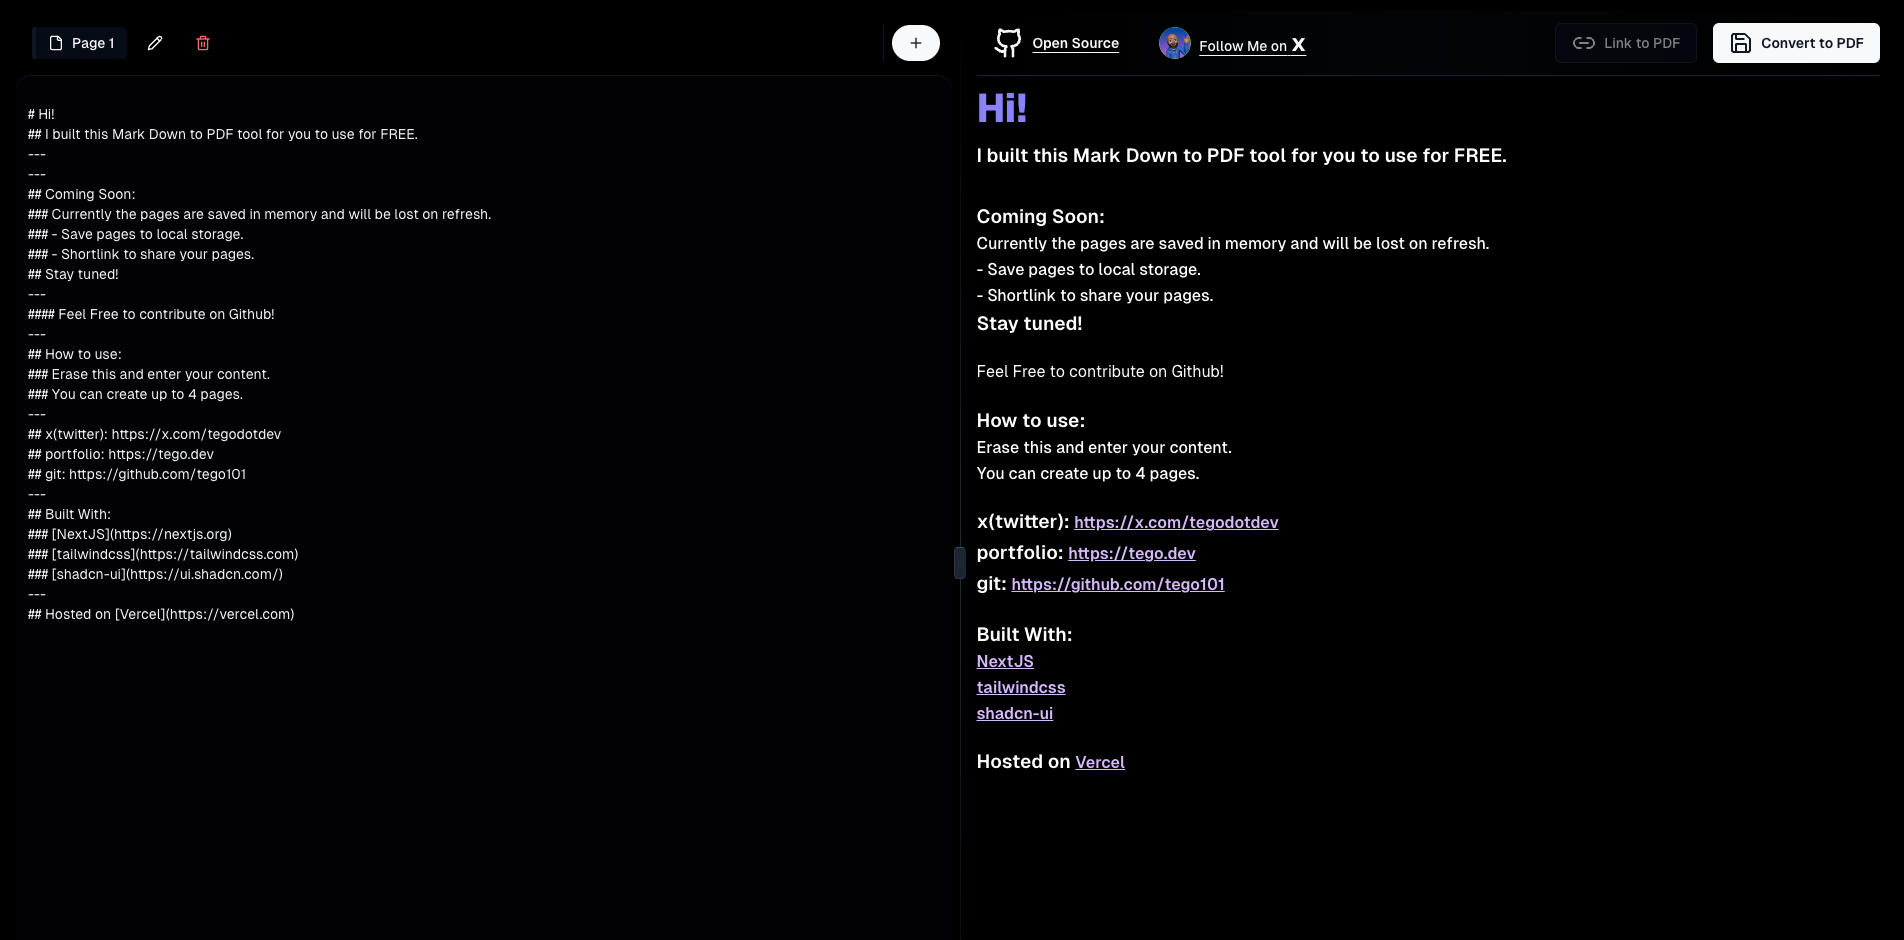 Page 1
Open Source
Follow Me on X
Link to PDF
Convert to PDF
# Hi!
## I built this Mark Down to PDF tool for you to use for FREE.
---
---
## Coming Soon:
### Currently the pages are saved in memory and will be lost on refresh.
### - Save pages to local storage.
### - Shortlink to share your pages.
## Stay tuned!
---
#### Feel Free to contribute on Github!
---
## How to use:
### Erase this and enter your content.
### You can create up to 4 pages.
---
## x(twitter): https://x.com/tegodotdev
## portfolio: https://tego.dev
## git: https://github.com/tego101
---
## Built With:
### [NextJS](https://nextjs.org)
### [tailwindcss](https://tailwindcss.com)
### [shadcn-ui](https://ui.shadcn.com/)
---
## Hosted on [Vercel](https://vercel.com)
Hi!
I built this Mark Down to PDF tool for you to use for FREE.
Coming Soon:
Currently the pages are saved in memory and will be lost on refresh.
- Save pages to local storage.
- Shortlink to share your pages.
Stay tuned!
Feel Free to contribute on Github!
How to use:
Erase this and enter your content.
You can create up to 4 pages.
x(twitter): https://x.com/tegodotdev
portfolio: https://tego.dev
git: https://github.com/tego101
Built With:
NextJS
tailwindcss
shadcn-ui
Hosted on Vercel